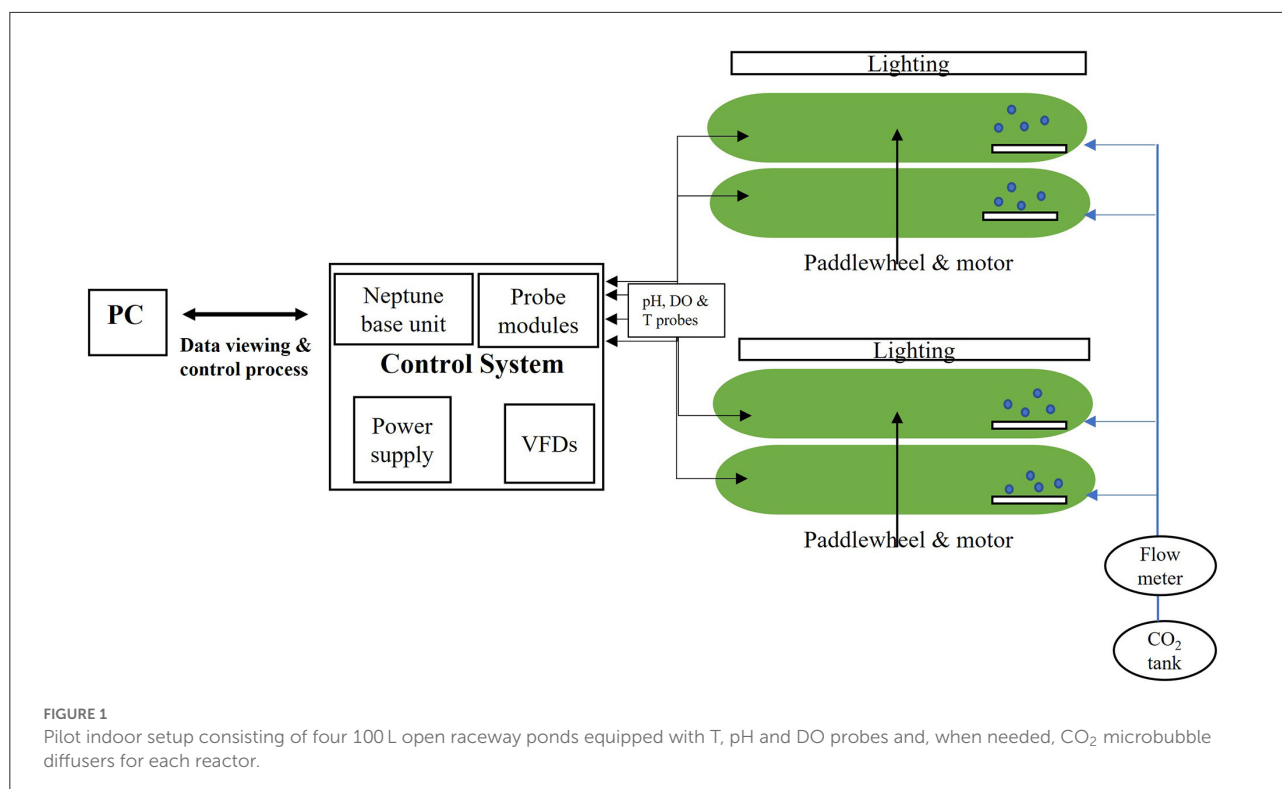 Lighting
Paddlewheel & motor
PC
Data viewing &
control process
Neptune
base unit
Probe
modules
Control System
Power
supply
VFDs
pH, DO &
T probes
Lighting
Paddlewheel & motor
Flow
meter
CO₂
tank
FIGURE 1
Pilot indoor setup consisting of four 100 L open raceway ponds equipped with T, pH and DO probes and, when needed, CO₂ microbubble
diffusers for each reactor.